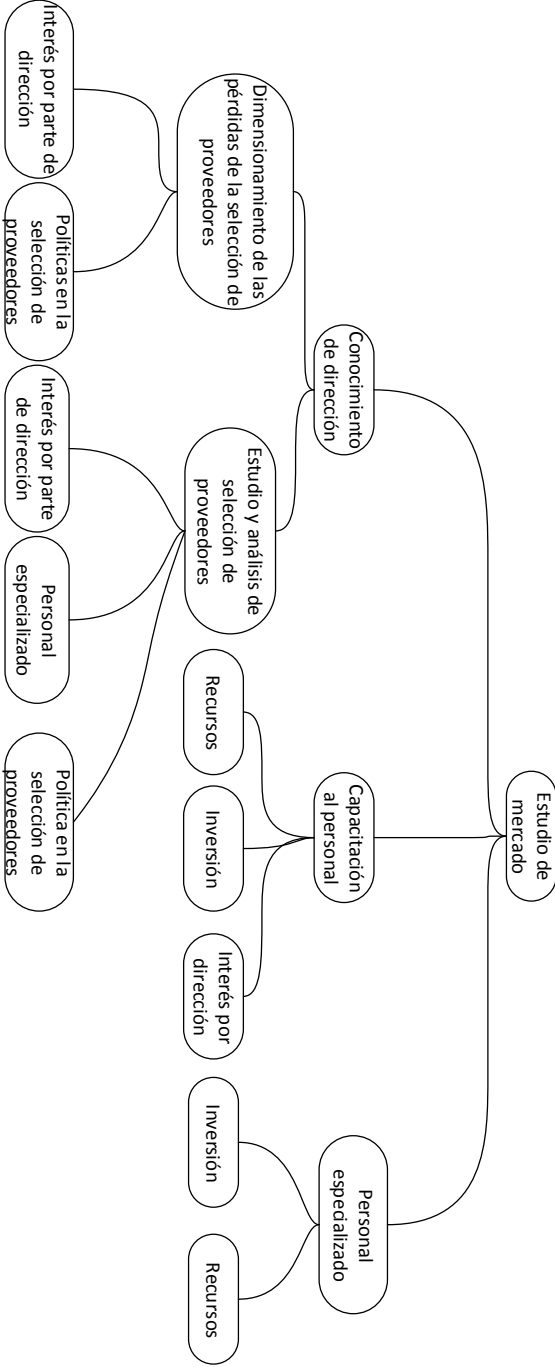 Estudio de
mercado
Conocimiento
de dirección
Capacitación
al personal
Personal
especializado
Dimensionamiento de las
pérdidas de la selección de
proveedores
Estudio y análisis de
selección de
proveedores
Recursos
Inversión
Interés por
dirección
Inversión
Recursos
Interés por parte de
dirección
Políticas en la
selección de
proveedores
Interés por parte
de dirección
Personal
especializado
Política en la
selección de
proveedores